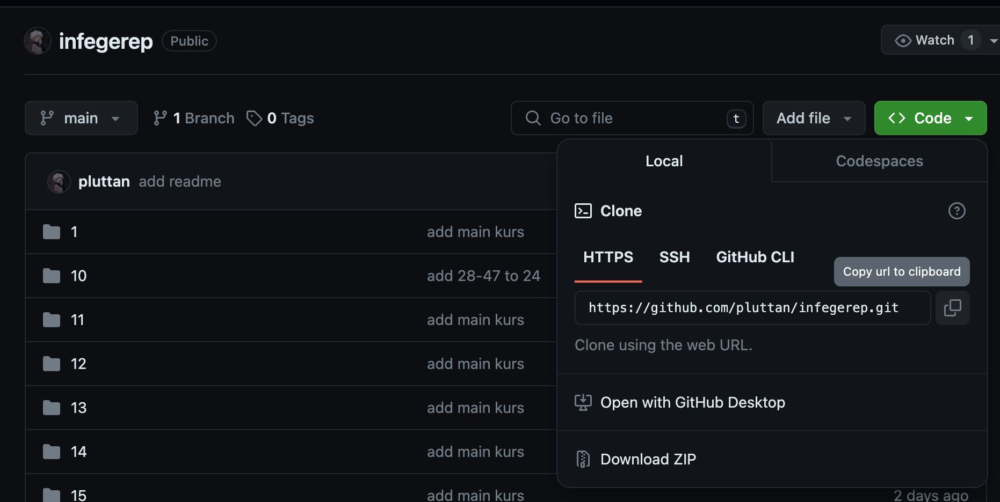 infegerep Public Watch 1
main 1 Branch 0 Tags Go to file t Add file Code
Local Codespaces
pluttan add readme
Clone
1 add main kurs
HTTPS SSH GitHub CLI
Copy url to clipboard
10 add 28-47 to 24
https://github.com/pluttan/infegerep.git
11 add main kurs
Clone using the web URL.
12 add main kurs
13 add main kurs
Open with GitHub Desktop
14 add main kurs
Download ZIP
15 add main kurs 2 days ago